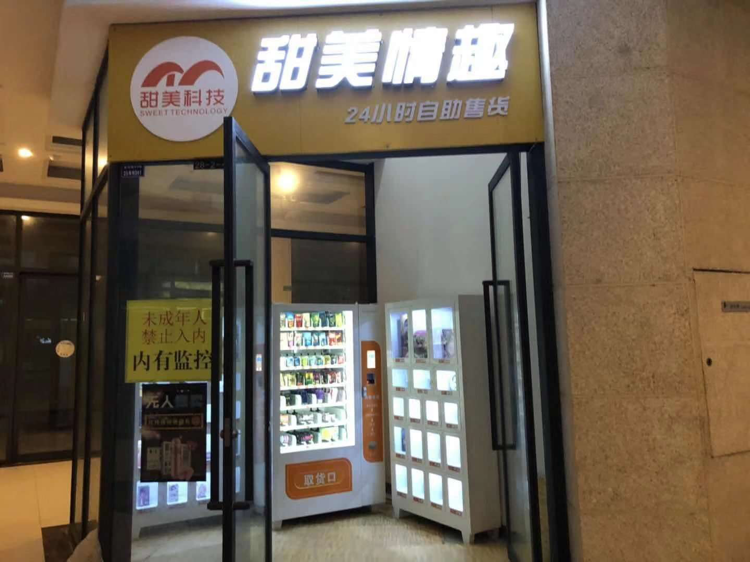 甜美情趣
24小时自助售货
甜美科技
SWEET TECHNOLOGY
未成年人
禁止入内
内有监控
无人
取货口